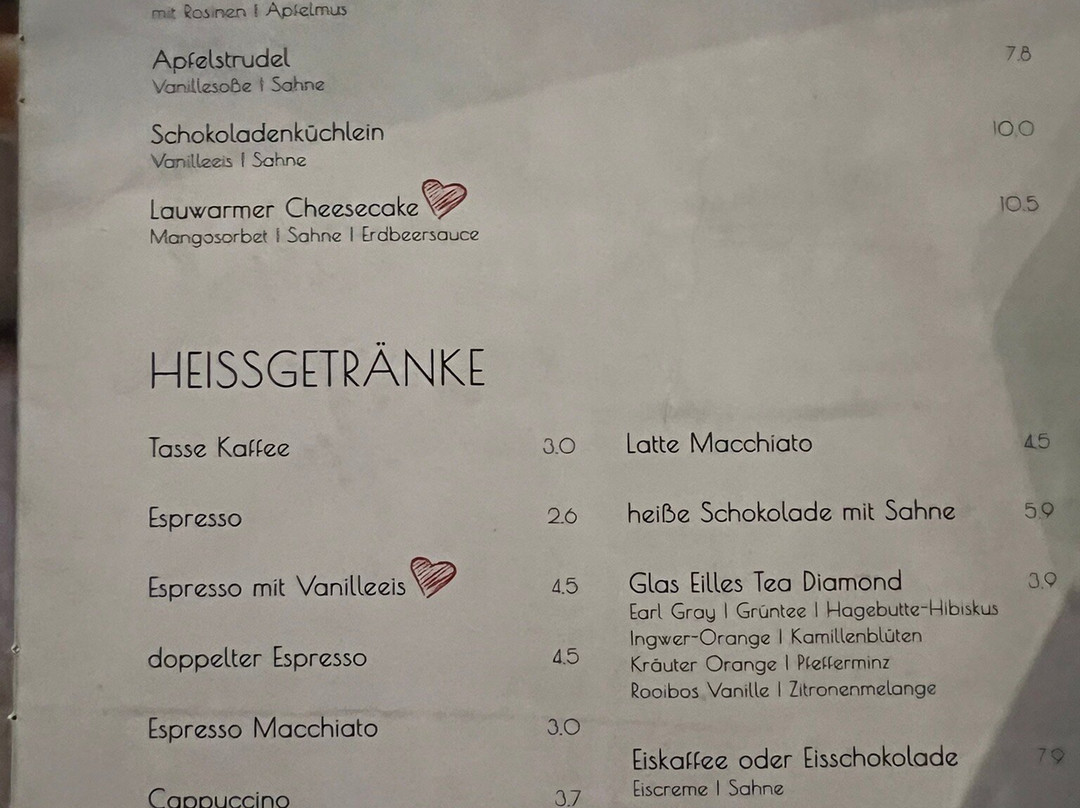 mit Rosinen | Apfelmus
Apfelstrudel 7.8
Vanillesoße | Sahne
Schokoladenküchlein 10.0
Vanilleeis | Sahne
Lauwarmer Cheesecake 10.5
Mangosorbet | Sahne | Erdbeersauce
HEISSGETRÄNKE
Tasse Kaffee 3.0
Espresso 2.6
Espresso mit Vanilleeis 4.5
doppelter Espresso 4.5
Espresso Macchiato 3.0
Cappuccino 3.7
Latte Macchiato 4.5
heiße Schokolade mit Sahne 5.9
Glas Eilles Tea Diamond 3.9
Earl Gray | Grüntee | Hagebutte-Hibiskus
Ingwer-Orange | Kamillenblüten
Kräuter Orange | Pfefferminz
Rooibos Vanille | Zitronenmelange
Eiskaffee oder Eisschokolade 7.9
Eiscreme | Sahne